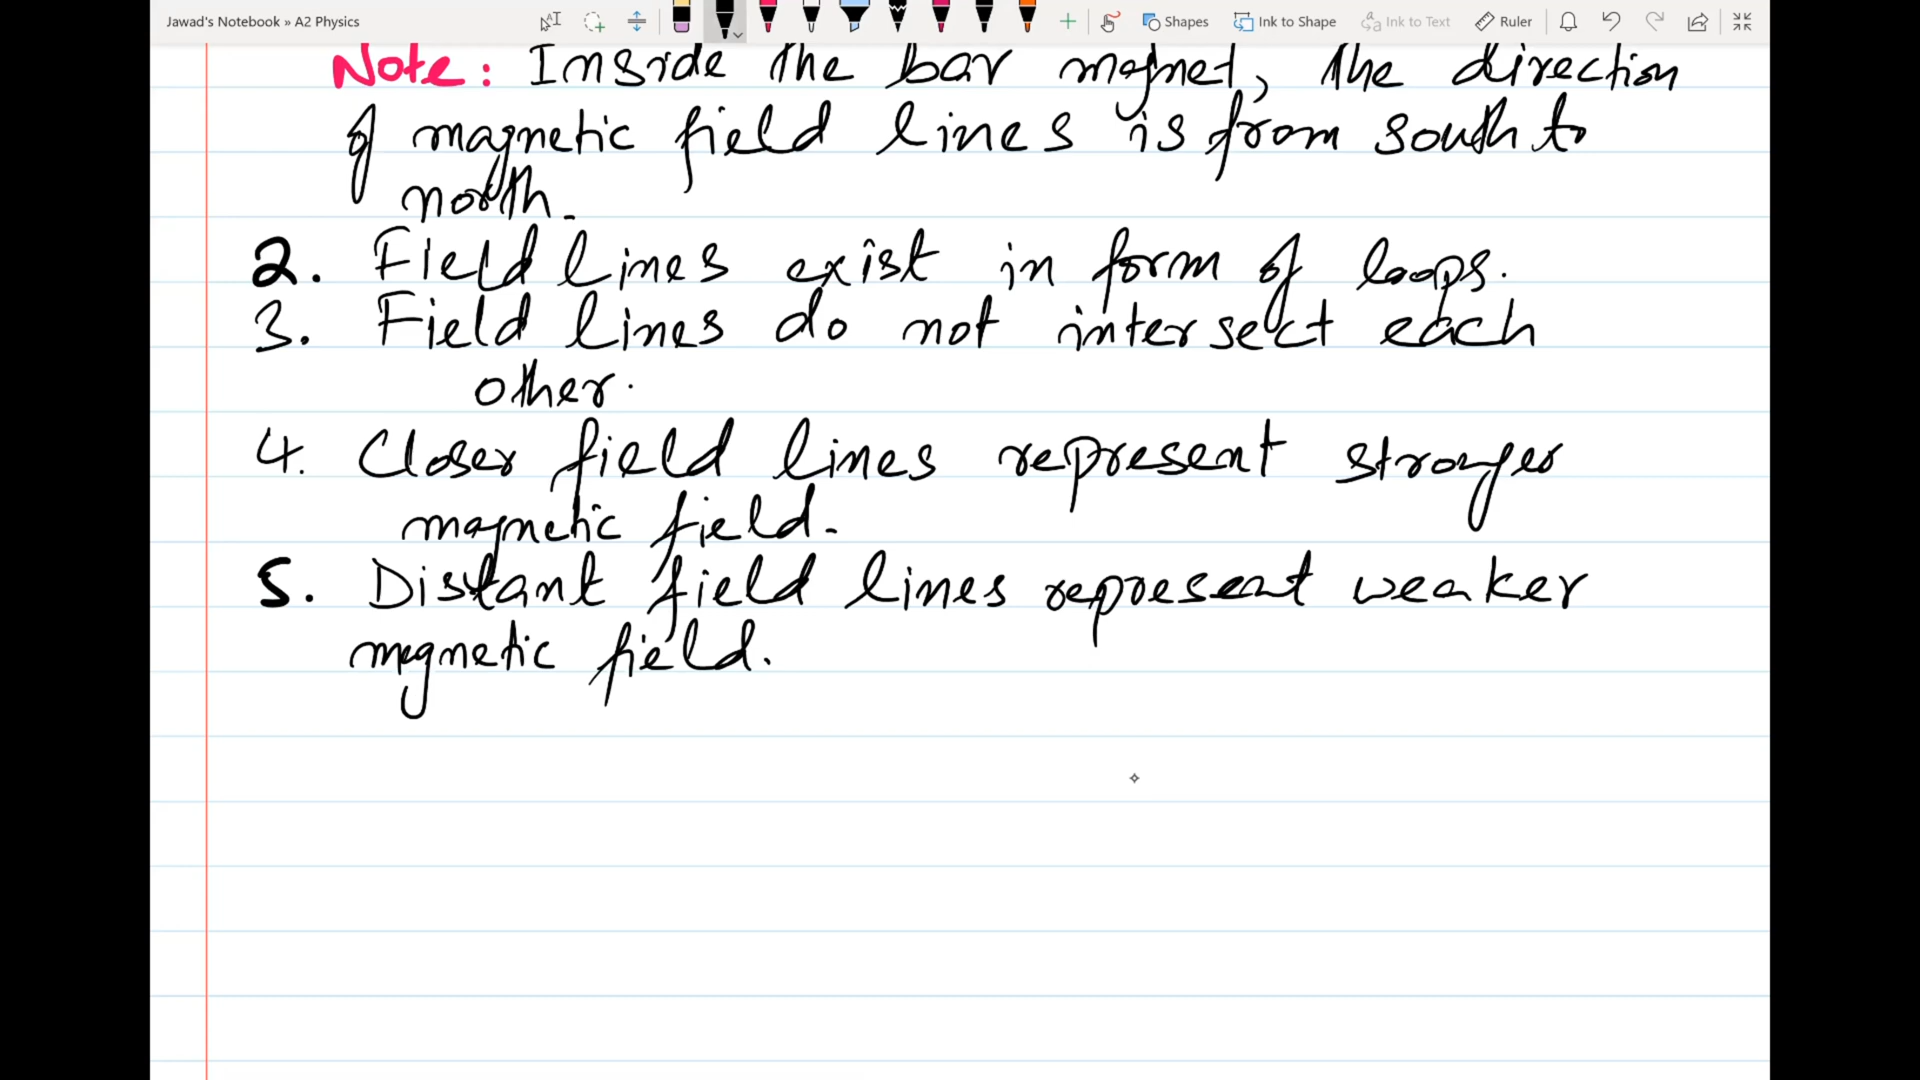 Jawad's Notebook » A2 Physics
Shapes
Ink to Shape
Ink to Text
Ruler
Note: Inside the bar magnet, the direction
of magnetic field lines is from south to
north.
2. Field lines exist in form of loops.
3. Field lines do not intersect each
other.
4. Closer field lines represent stronger
magnetic field.
5. Distant field lines represent weaker
magnetic field.